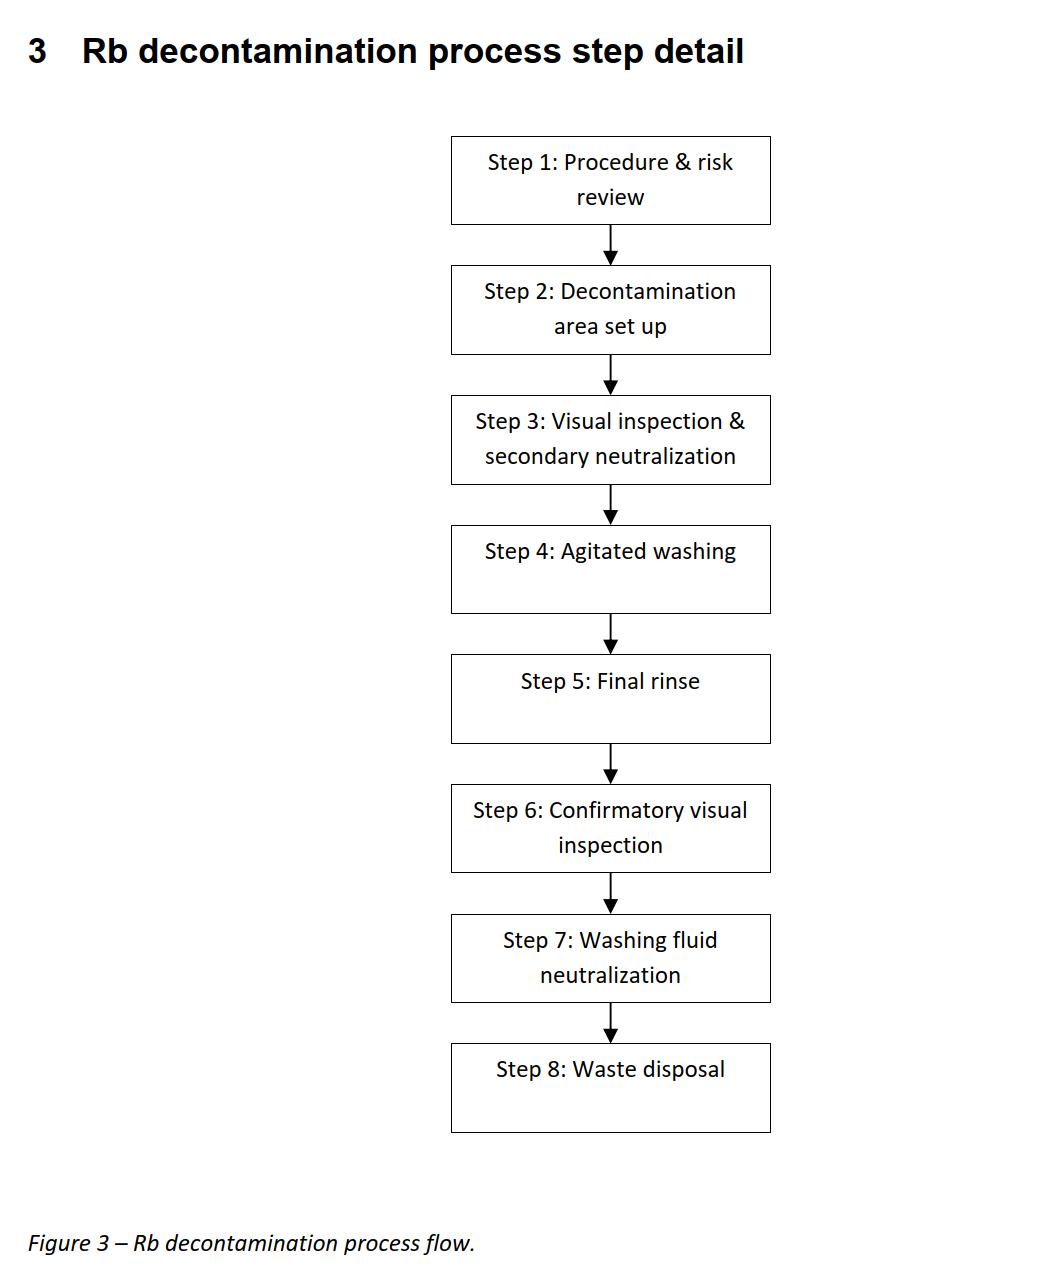 3 Rb decontamination process step detail
Step 1: Procedure & risk
review
Step 2: Decontamination
area set up
Step 3: Visual inspection &
secondary neutralization
Step 4: Agitated washing
Step 5: Final rinse
Step 6: Confirmatory visual
inspection
Step 7: Washing fluid
neutralization
Step 8: Waste disposal
Figure 3 – Rb decontamination process flow.